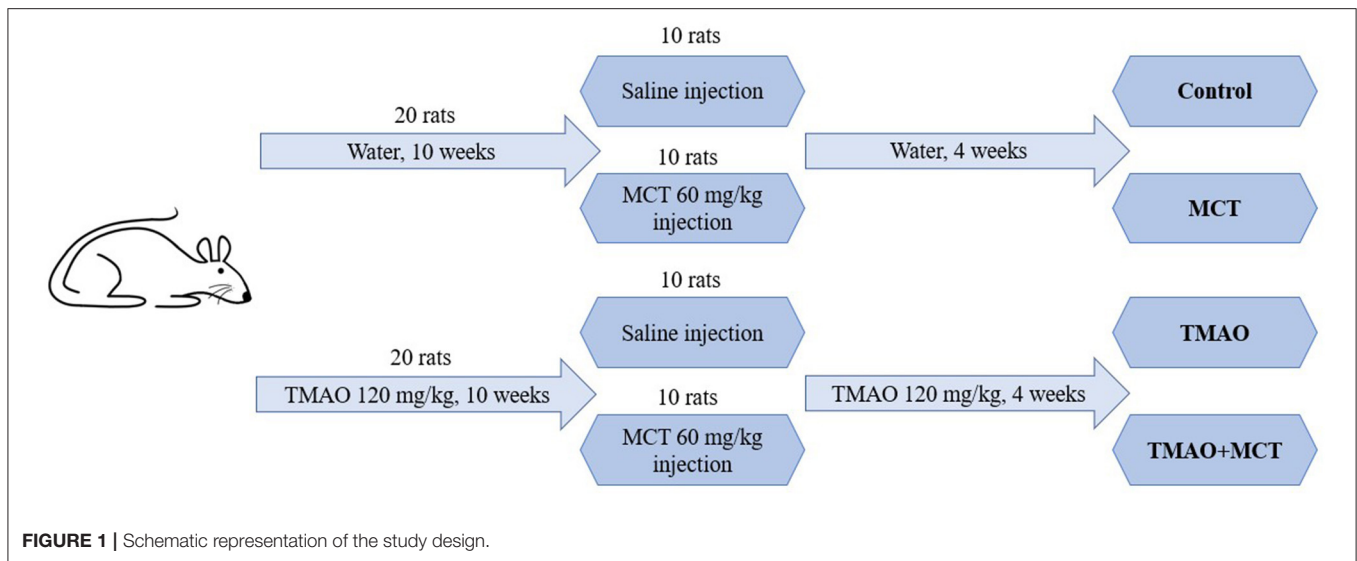 10 rats
Saline injection
Control
20 rats
Water, 10 weeks
10 rats
Water, 4 weeks
MCT 60 mg/kg
injection
MCT
10 rats
Saline injection
TMAO
20 rats
TMAO 120 mg/kg, 10 weeks
10 rats
TMAO 120 mg/kg, 4 weeks
MCT 60 mg/kg
injection
TMAO+MCT
FIGURE 1 | Schematic representation of the study design.